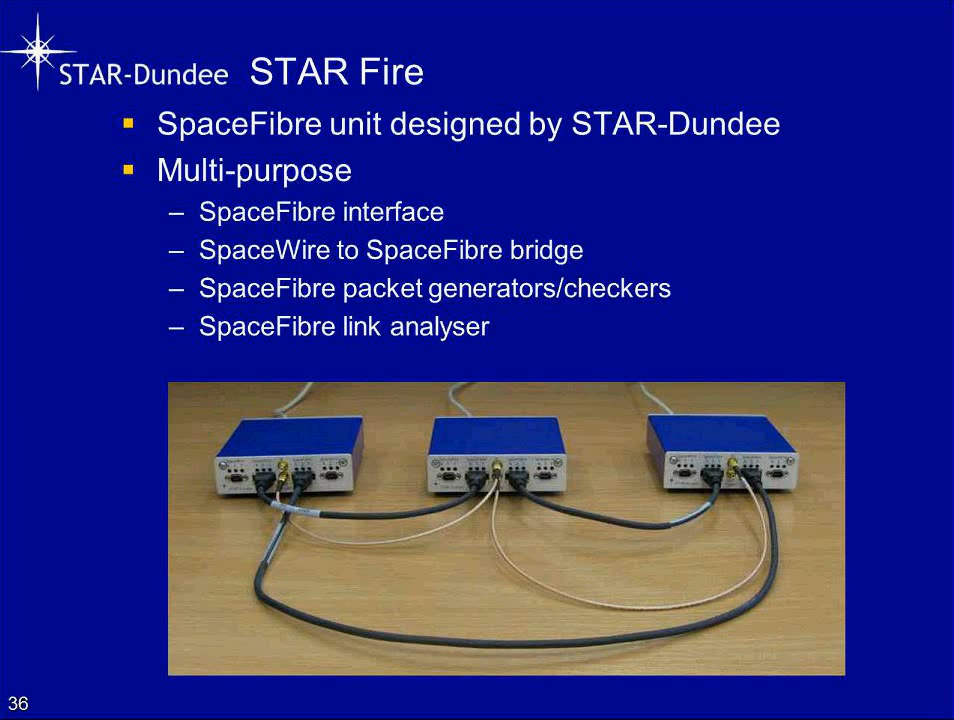 STAR-Dundee STAR Fire
▪ SpaceFibre unit designed by STAR-Dundee
▪ Multi-purpose
– SpaceFibre interface
– SpaceWire to SpaceFibre bridge
– SpaceFibre packet generators/checkers
– SpaceFibre link analyser
36